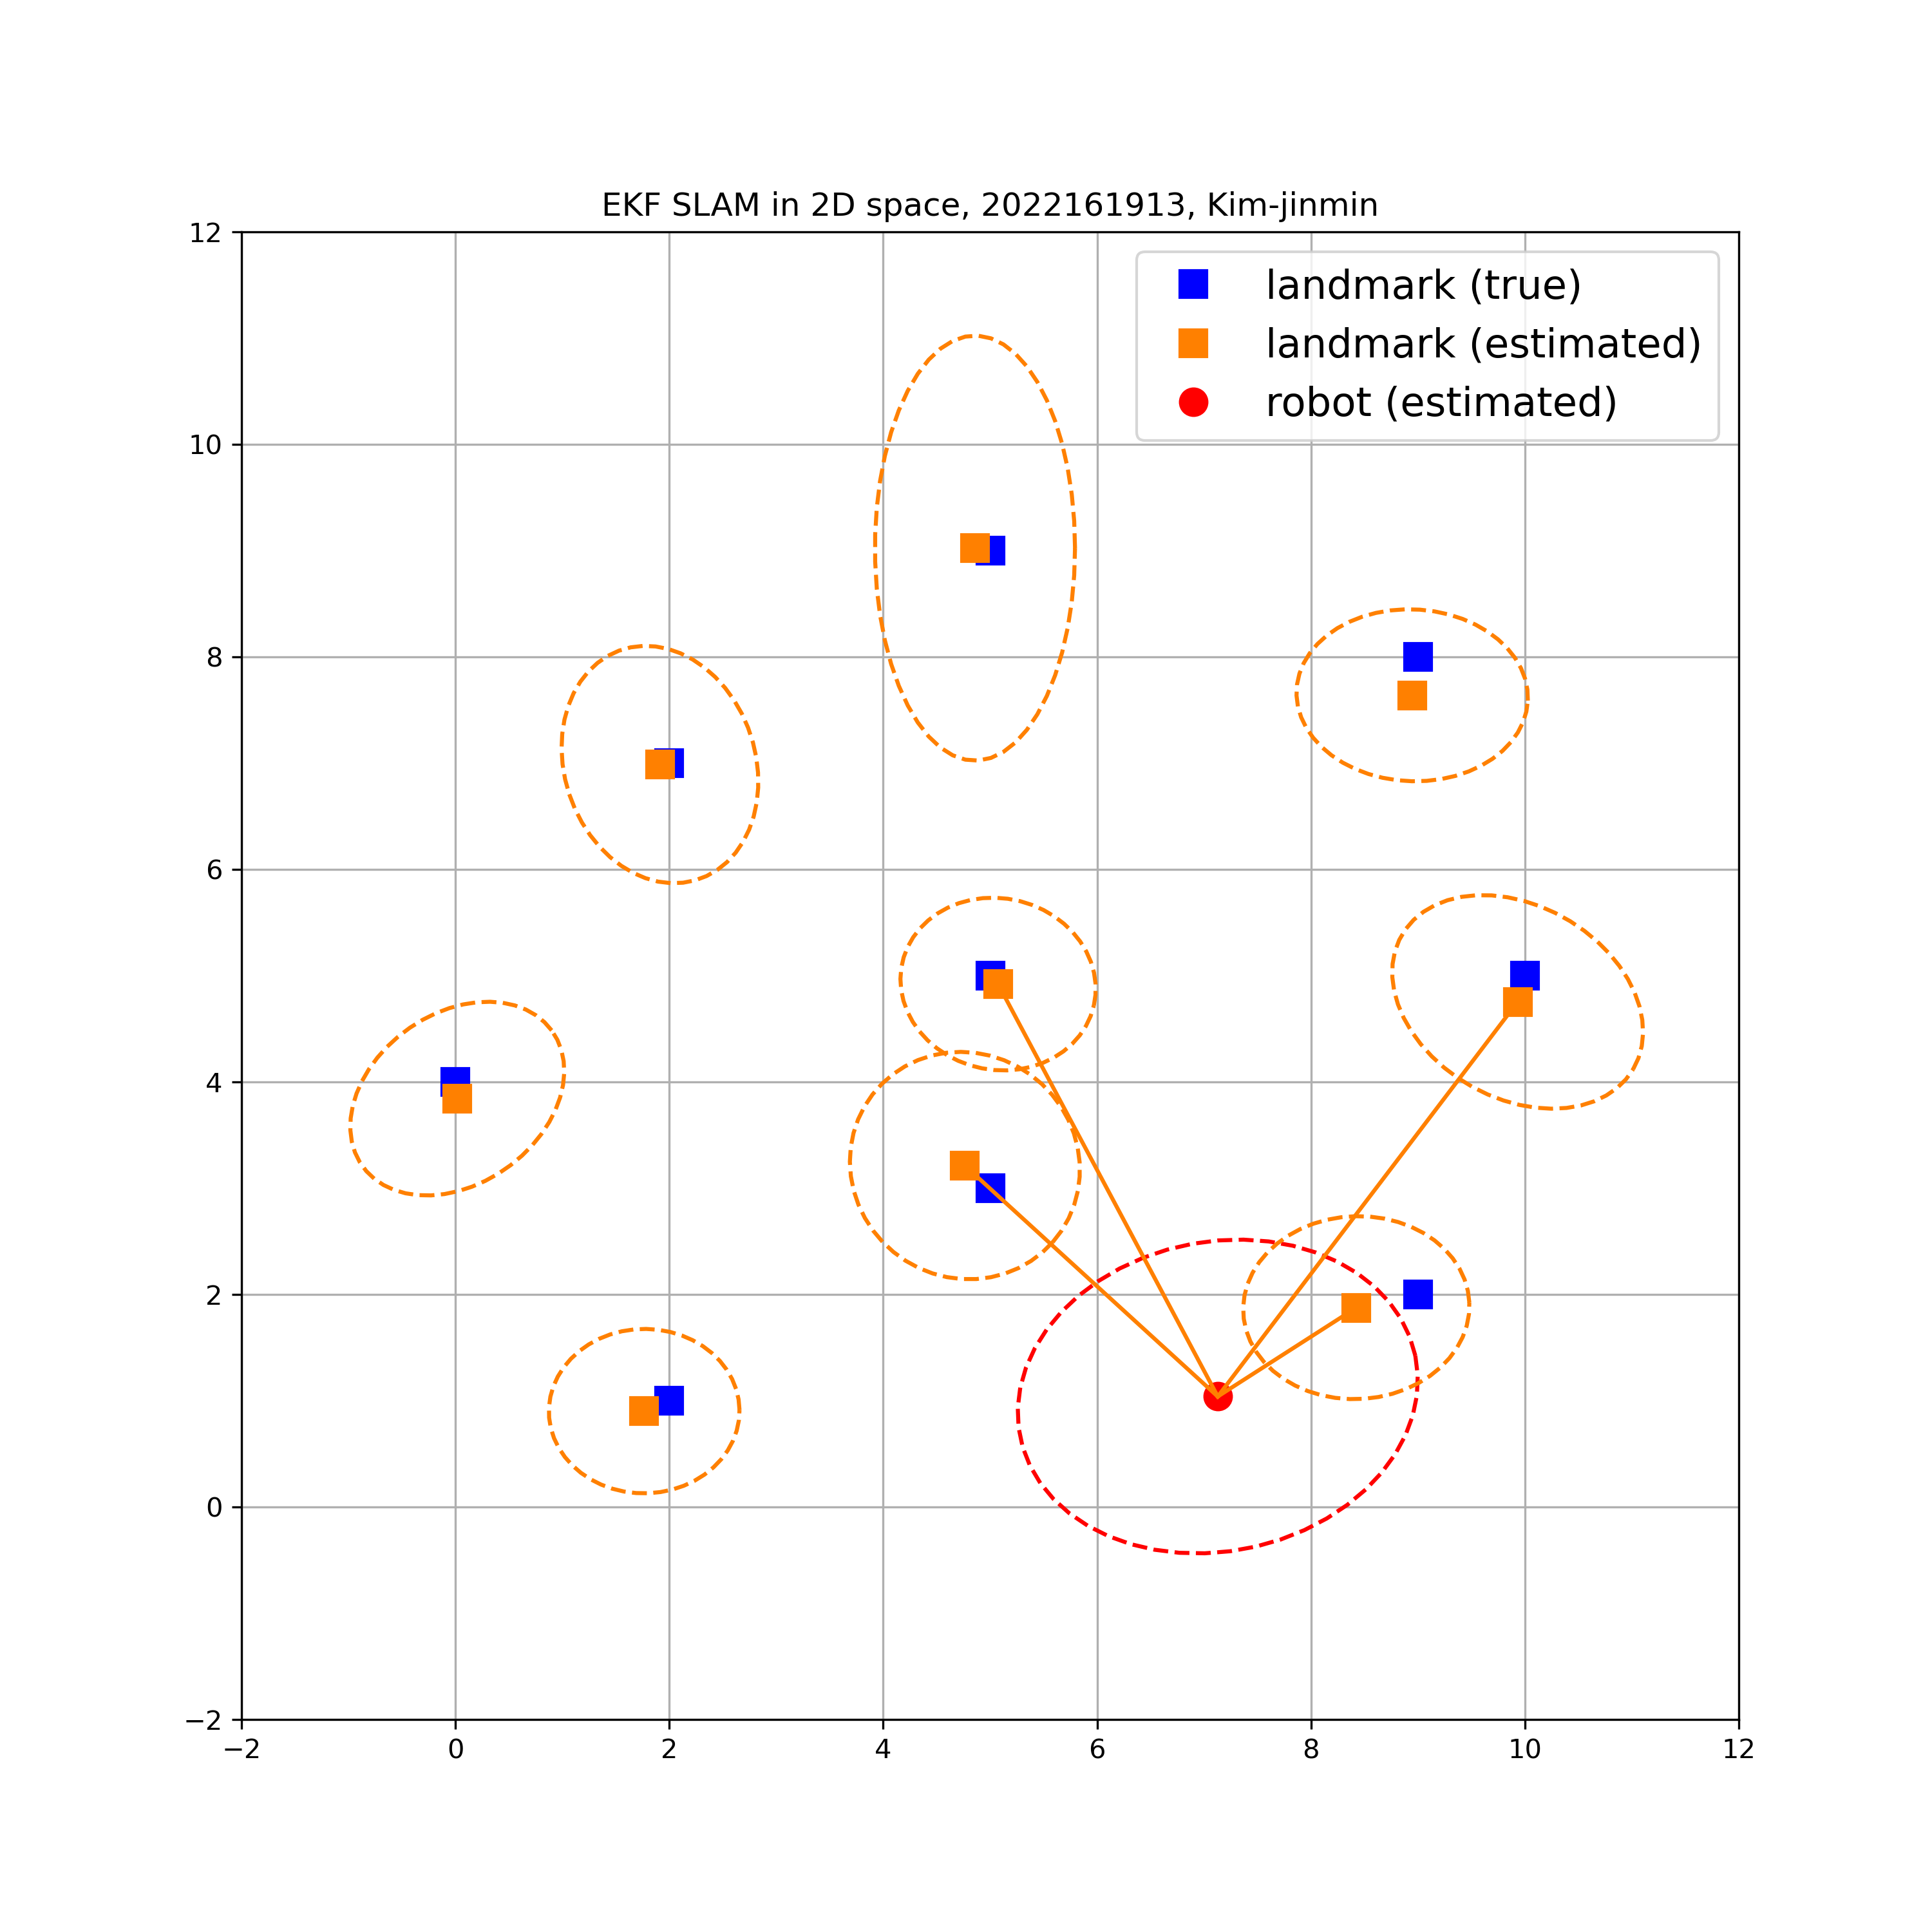 EKF SLAM in 2D space, 2022161913, Kim-jinmin
landmark (true)
landmark (estimated)
robot (estimated)
12
10
8
6
4
2
0
−2
−2 0 2 4 6 8 10 12